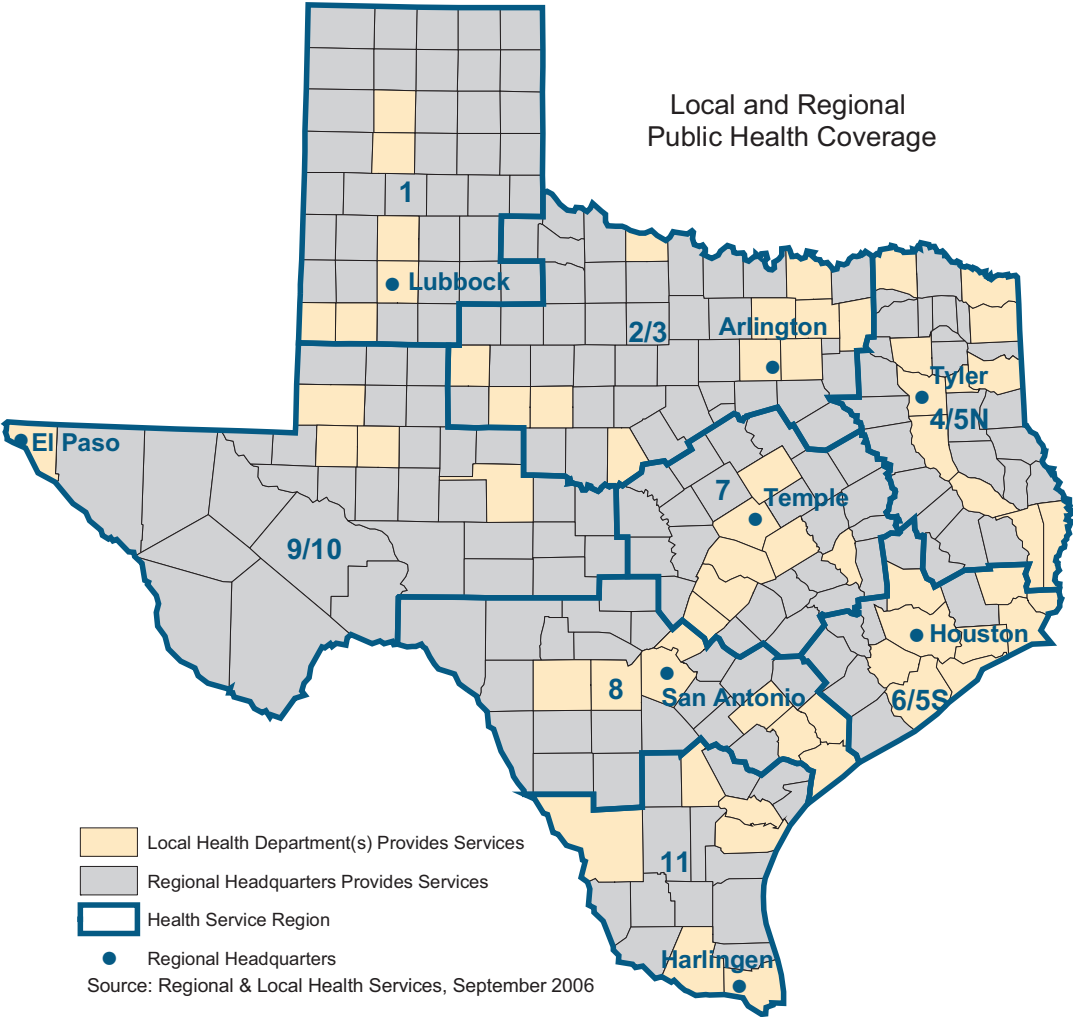 Local and Regional
Public Health Coverage
1
Lubbock
2/3
Arlington
Tyler
4/5N
El Paso
7
Temple
9/10
Houston
8
San Antonio
6/5S
11
Harlingen
Local Health Department(s) Provides Services
Regional Headquarters Provides Services
Health Service Region
Regional Headquarters
Source: Regional & Local Health Services, September 2006